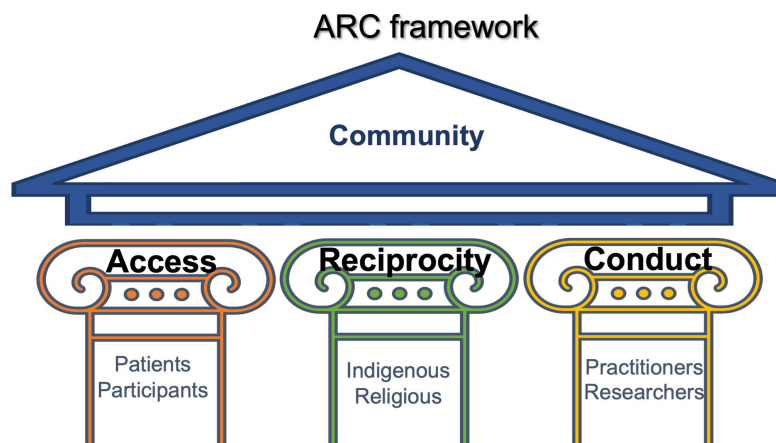 ARC framework
Community
Access
Reciprocity
Conduct
Patients
Participants
Indigenous
Religious
Practitioners
Researchers